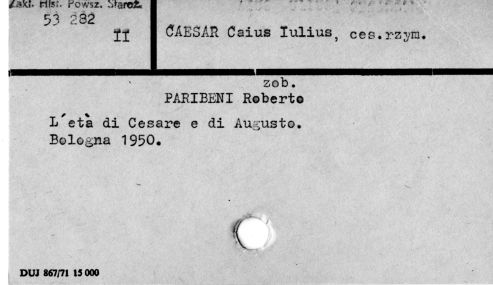 Zakł. Hist. Powsz. Staroż.
53 282
II
CAESAR Caius Iulius, ces.rzym.
zob.
PARIBENI Roberto
L'età di Cesare e di Augusto.
Bologna 1950.
DUJ 867/71 15 000